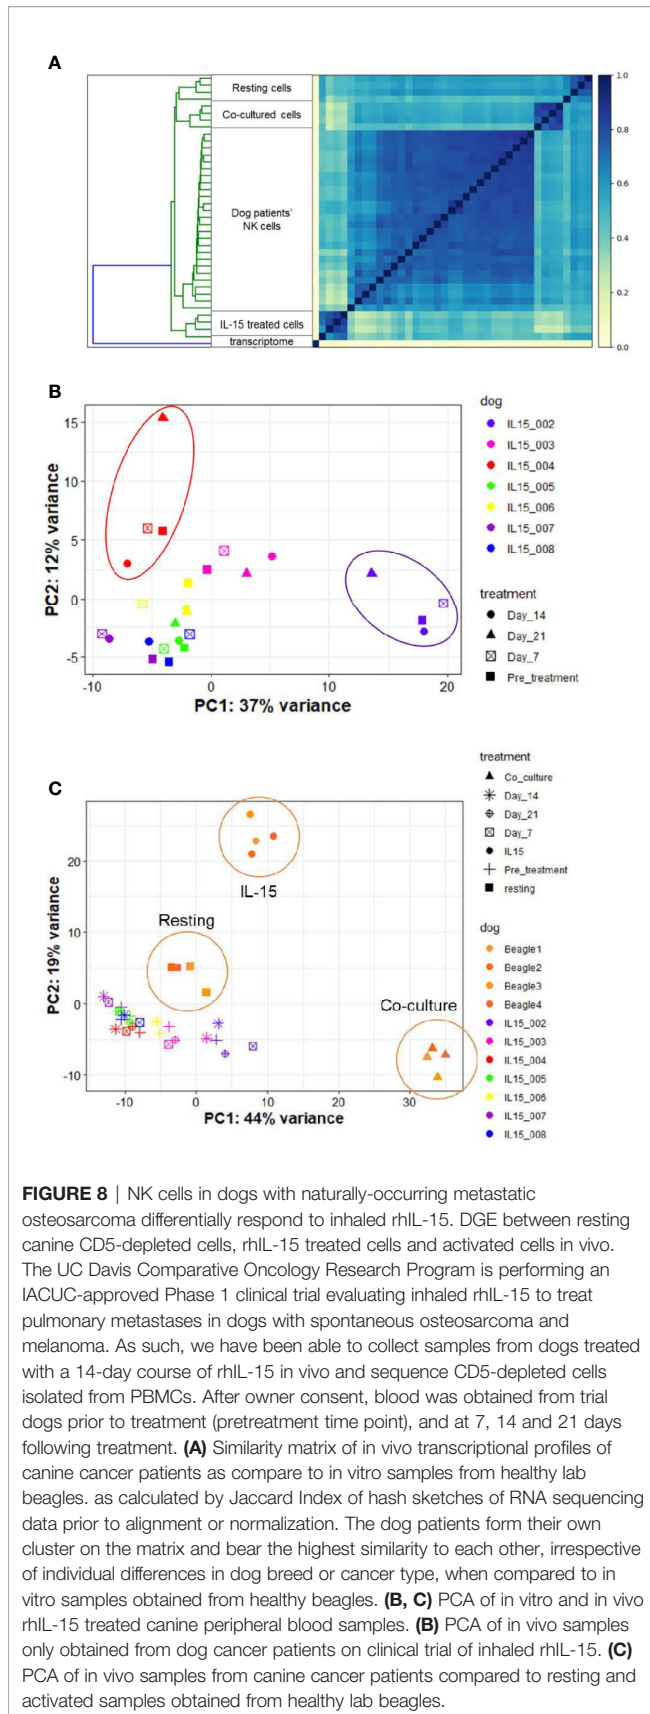 A
Resting cells
Co-cultured cells
Dog patients'
NK cells
IL-15 treated cells
transcriptome
1.0
0.8
0.6
0.4
0.2
0.0
B
15
10
5
0
-5
PC2: 12% variance
-10
0
10
20
PC1: 37% variance
dog
IL15_002
IL15_003
IL15_004
IL15_005
IL15_006
IL15_007
IL15_008
treatment
Day_14
Day_21
Day_7
Pre_treatment
C
20
10
0
-10
PC2: 19% variance
IL-15
Resting
Co-culture
-10
0
10
20
30
PC1: 44% variance
treatment
Co_culture
Day_14
Day_21
Day_7
IL15
Pre_treatment
resting
dog
Beagle1
Beagle2
Beagle3
Beagle4
IL15_002
IL15_003
IL15_004
IL15_005
IL15_006
IL15_007
IL15_008
FIGURE 8 | NK cells in dogs with naturally-occurring metastatic
osteosarcoma differentially respond to inhaled rhIL-15. DGE between resting
canine CD5-depleted cells, rhIL-15 treated cells and activated cells in vivo.
The UC Davis Comparative Oncology Research Program is performing an
IACUC-approved Phase 1 clinical trial evaluating inhaled rhIL-15 to treat
pulmonary metastases in dogs with spontaneous osteosarcoma and
melanoma. As such, we have been able to collect samples from dogs treated
with a 14-day course of rhIL-15 in vivo and sequence CD5-depleted cells
isolated from PBMCs. After owner consent, blood was obtained from trial
dogs prior to treatment (pretreatment time point), and at 7, 14 and 21 days
following treatment. (A) Similarity matrix of in vivo transcriptional profiles of
canine cancer patients as compare to in vitro samples from healthy lab
beagles. as calculated by Jaccard Index of hash sketches of RNA sequencing
data prior to alignment or normalization. The dog patients form their own
cluster on the matrix and bear the highest similarity to each other, irrespective
of individual differences in dog breed or cancer type, when compared to in
vitro samples obtained from healthy beagles. (B, C) PCA of in vitro and in vivo
rhIL-15 treated canine peripheral blood samples. (B) PCA of in vivo samples
only obtained from dog cancer patients on clinical trial of inhaled rhIL-15. (C)
PCA of in vivo samples from canine cancer patients compared to resting and
activated samples obtained from healthy lab beagles.